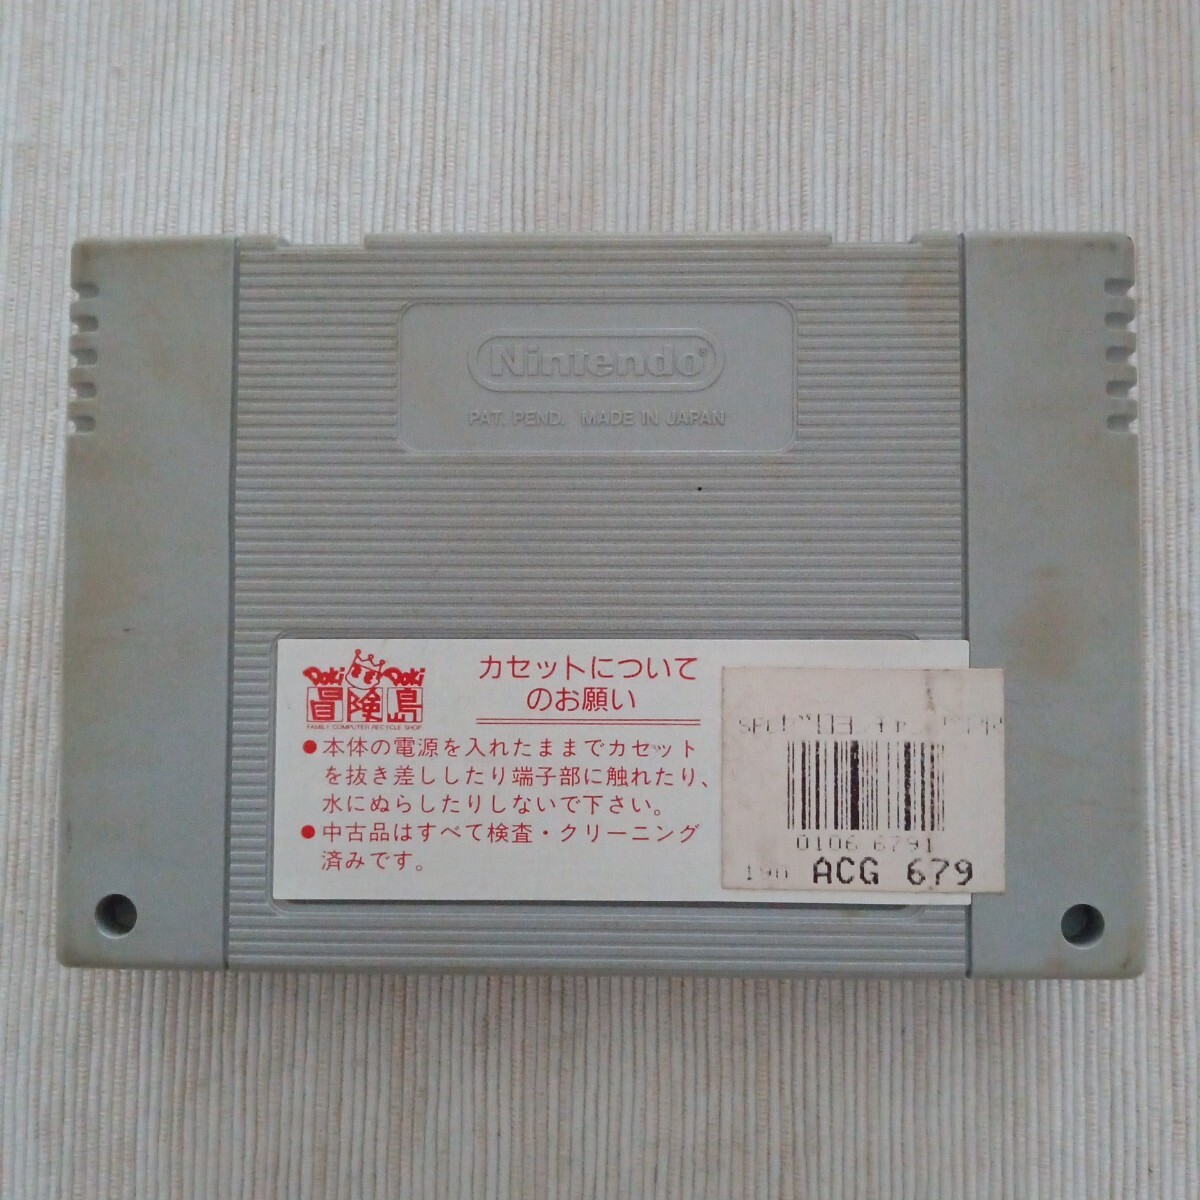 Nintendo®
PAT. PEND. MADE IN JAPAN
Doki Doki
冒険島
FAMILY COMPUTER RECYCLE SHOP
カセットについて
のお願い
●本体の電源を入れたままでカセット
を抜き差ししたり端子部に触れたり、
水にぬらしたりしないで下さい。
●中古品はすべて検査・クリーニング
済みです。
0106 6791
190 ACG 679